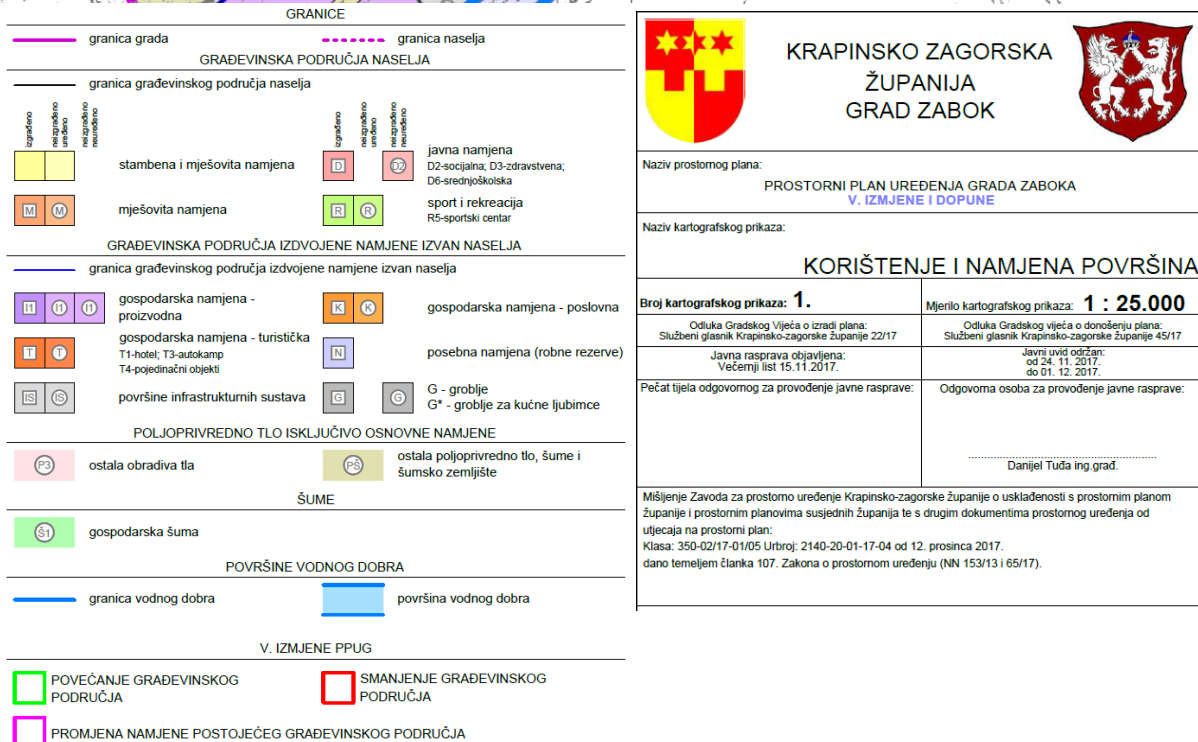 GRANICE
granica grada
granica naselja
GRAĐEVINSKA PODRUČJA NASELJA
granica građevinskog područja naselja
izgrađeno
neizgrađeno
uređeno
neizgrađeno
neuređeno
izgrađeno
neizgrađeno
uređeno
neizgrađeno
neuređeno
stambena i mješovita namjena
D
D2
javna namjena
D2-socijalna; D3-zdravstvena;
D6-srednjoškolska
M
M
mješovita namjena
R
R
sport i rekreacija
R5-sportski centar
GRAĐEVINSKA PODRUČJA IZDVOJENE NAMJENE IZVAN NASELJA
granica građevinskog područja izdvojene namjene izvan naselja
I1
I1
I1
gospodarska namjena -
proizvodna
K
K
gospodarska namjena - poslovna
T
T
gospodarska namjena - turistička
T1-hotel; T3-autokamp
T4-pojedinačni objekti
N
posebna namjena (robne rezerve)
IS
IS
površine infrastrukturnih sustava
G
G
G - groblje
G* - groblje za kućne ljubimce
POLJOPRIVREDNO TLO ISKLJUČIVO OSNOVNE NAMJENE
P3
ostala obradiva tla
PŠ
ostala poljoprivredno tlo, šume i
šumsko zemljište
ŠUME
Š1
gospodarska šuma
POVRŠINE VODNOG DOBRA
granica vodnog dobra
površina vodnog dobra
V. IZMJENE PPUG
POVEĆANJE GRAĐEVINSKOG
PODRUČJA
SMANJENJE GRAĐEVINSKOG
PODRUČJA
PROMJENA NAMJENE POSTOJEĆEG GRAĐEVINSKOG PODRUČJA
KRAPINSKO ZAGORSKA
ŽUPANIJA
GRAD ZABOK
Naziv prostornog plana:
PROSTORNI PLAN UREĐENJA GRADA ZABOKA
V. IZMJENE I DOPUNE
Naziv kartografskog prikaza:
KORIŠTENJE I NAMJENA POVRŠINA
Broj kartografskog prikaza: 1.
Mjerilo kartografskog prikaza: 1 : 25.000
Odluka Gradskog Vijeća o izradi plana:
Službeni glasnik Krapinsko-zagorske županije 22/17
Odluka Gradskog vijeća o donošenju plana:
Službeni glasnik Krapinsko-zagorske županije 45/17
Javna rasprava objavljena:
Večernji list 15.11.2017.
Javni uvid održan:
od 24. 11. 2017.
do 01. 12. 2017.
Pečat tijela odgovornog za provođenje javne rasprave:
Odgovorna osoba za provođenje javne rasprave:
Danijel Tuđa ing.građ.
Mišljenje Zavoda za prostorno uređenje Krapinsko-zagorske županije o usklađenosti s prostornim planom
županije i prostornim planovima susjednih županija te s drugim dokumentima prostornog uređenja od
utjecaja na prostorni plan:
Klasa: 350-02/17-01/05 Urbroj: 2140-20-01-17-04 od 12. prosinca 2017.
dano temeljem članka 107. Zakona o prostornom uređenju (NN 153/13 i 65/17).